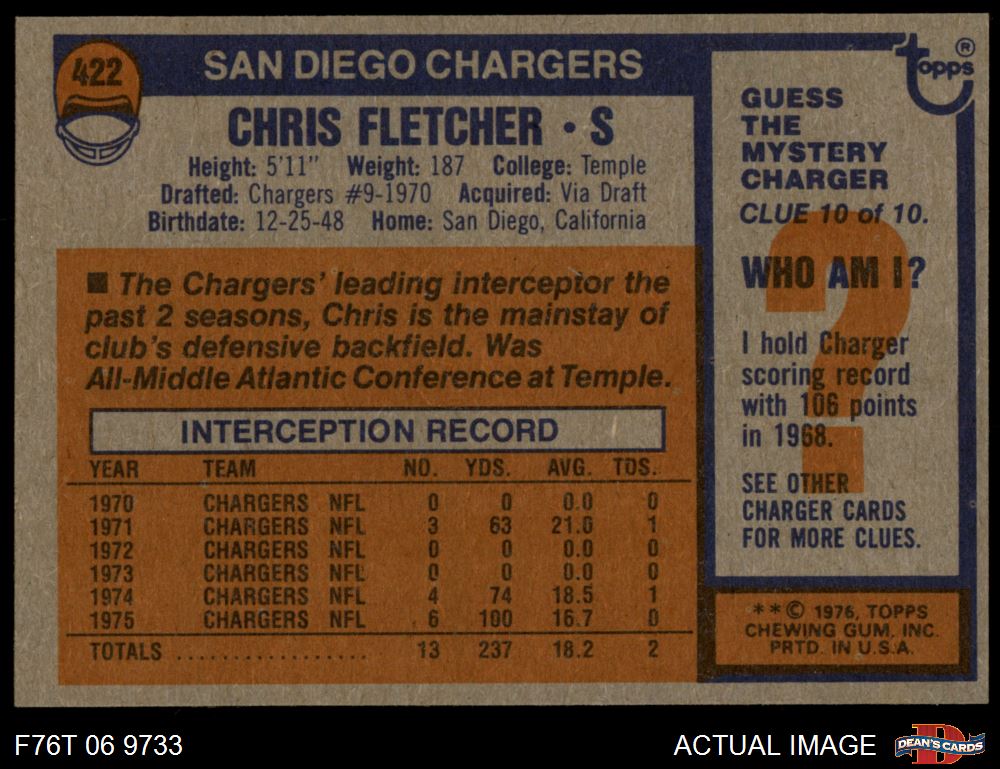 422
SAN DIEGO CHARGERS
CHRIS FLETCHER • S
Height: 5'11" Weight: 187 College: Temple
Drafted: Chargers #9-1970 Acquired: Via Draft
Birthdate: 12-25-48 Home: San Diego, California
■ The Chargers' leading interceptor the
past 2 seasons, Chris is the mainstay of
club's defensive backfield. Was
All-Middle Atlantic Conference at Temple.
INTERCEPTION RECORD
YEAR TEAM NO. YDS. AVG. TDS.
1970 CHARGERS NFL 0 0 0.0 0
1971 CHARGERS NFL 3 63 21.0 1
1972 CHARGERS NFL 0 0 0.0 0
1973 CHARGERS NFL 0 0 0.0 0
1974 CHARGERS NFL 4 74 18.5 1
1975 CHARGERS NFL 6 100 16.7 0
TOTALS .................. 13 237 18.2 2
topps ®
GUESS
THE
MYSTERY
CHARGER
CLUE 10 of 10.
?
WHO AM I?
I hold Charger
scoring record
with 106 points
in 1968.
SEE OTHER
CHARGER CARDS
FOR MORE CLUES.
**© 1976, TOPPS
CHEWING GUM, INC.
PRTD. IN U.S.A.
F76T 06 9733
ACTUAL IMAGE
D
DEAN'S CARDS